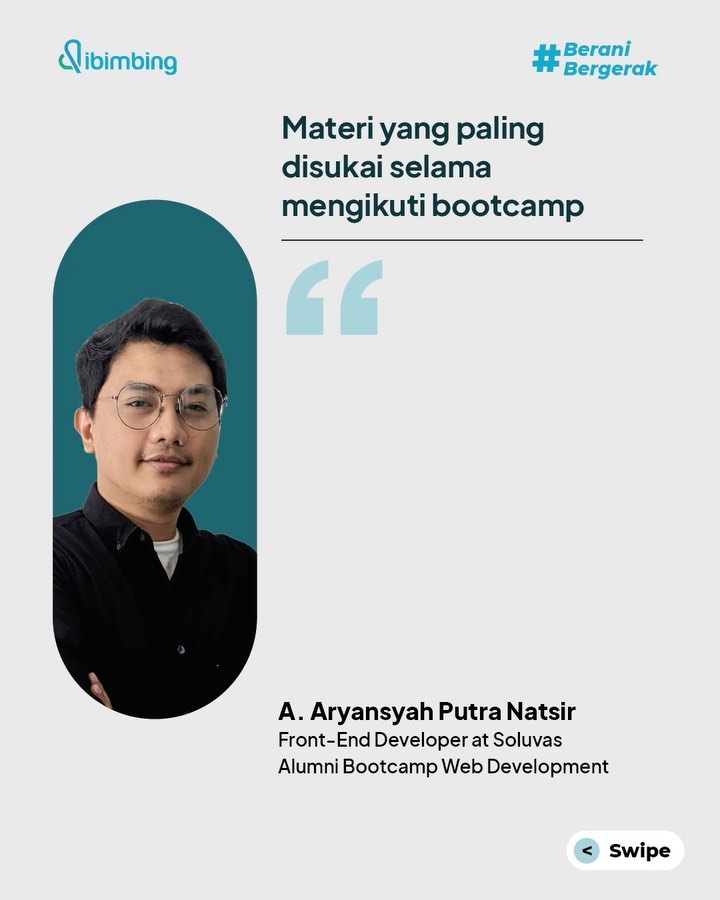 ibimbing
#Berani
Bergerak
Materi yang paling
disukai selama
mengikuti bootcamp
“
A. Aryansyah Putra Natsir
Front-End Developer at Soluvas
Alumni Bootcamp Web Development
< Swipe